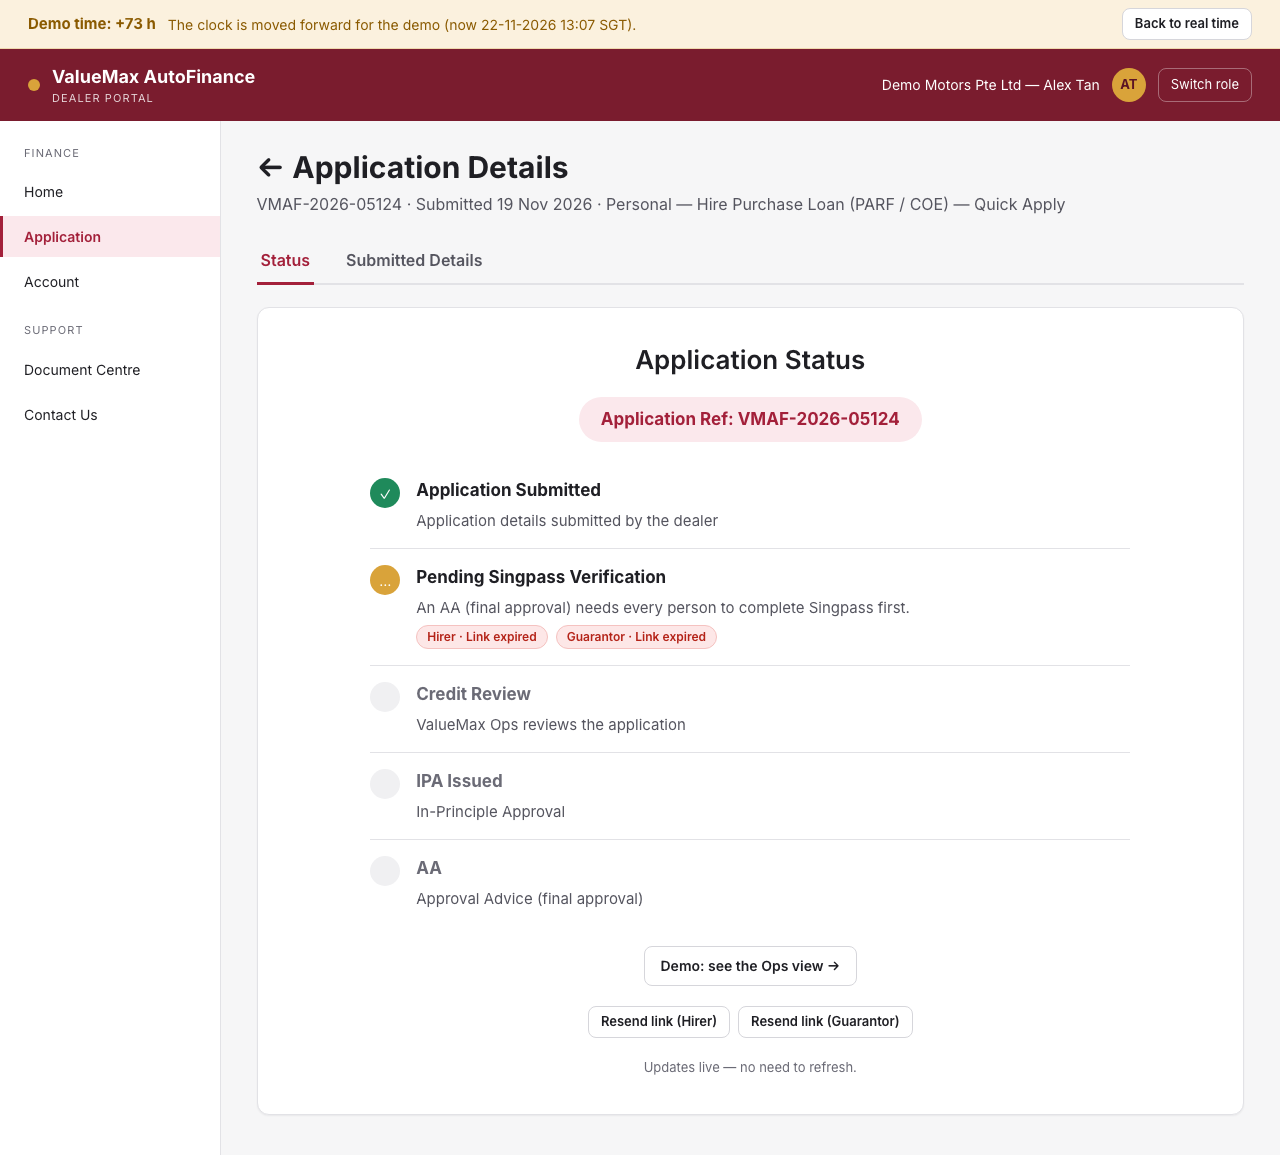 Demo time: +73 h The clock is moved forward for the demo (now 22-11-2026 13:07 SGT).
Back to real time
ValueMax AutoFinance
DEALER PORTAL
Demo Motors Pte Ltd — Alex Tan
AT
Switch role
FINANCE
Home
Application
Account
SUPPORT
Document Centre
Contact Us
← Application Details
VMAF-2026-05124 · Submitted 19 Nov 2026 · Personal — Hire Purchase Loan (PARF / COE) — Quick Apply
Status
Submitted Details
Application Status
Application Ref: VMAF-2026-05124
✓ Application Submitted
Application details submitted by the dealer
… Pending Singpass Verification
An AA (final approval) needs every person to complete Singpass first.
Hirer · Link expired
Guarantor · Link expired
Credit Review
ValueMax Ops reviews the application
IPA Issued
In-Principle Approval
AA
Approval Advice (final approval)
Demo: see the Ops view →
Resend link (Hirer)
Resend link (Guarantor)
Updates live — no need to refresh.